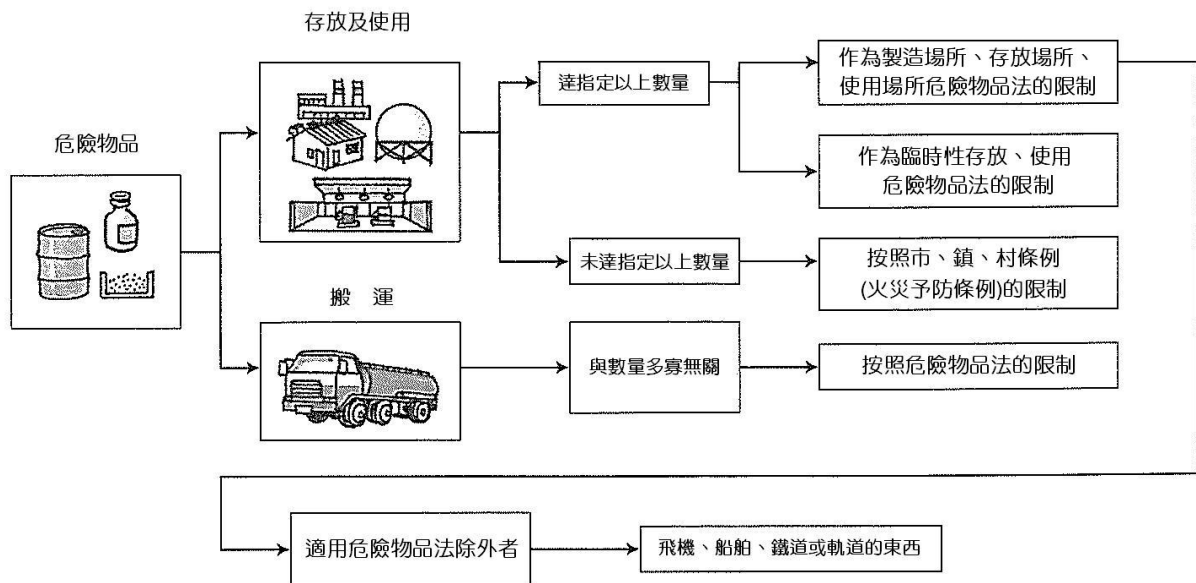 存放及使用
危險物品
達指定以上數量
作為製造場所、存放場所、
使用場所危險物品法的限制
作為臨時性存放、使用
危險物品法的限制
未達指定以上數量
按照市、鎮、村條例
(火災予防條例)的限制
搬 運
與數量多寡無關
按照危險物品法的限制
適用危險物品法除外者
飛機、船舶、鐵道或軌道的東西